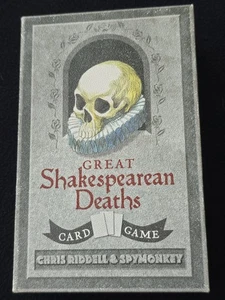 GREAT
Shakespearean
Deaths
CARD GAME
CHRIS RIDDELL & SPYMONKEY